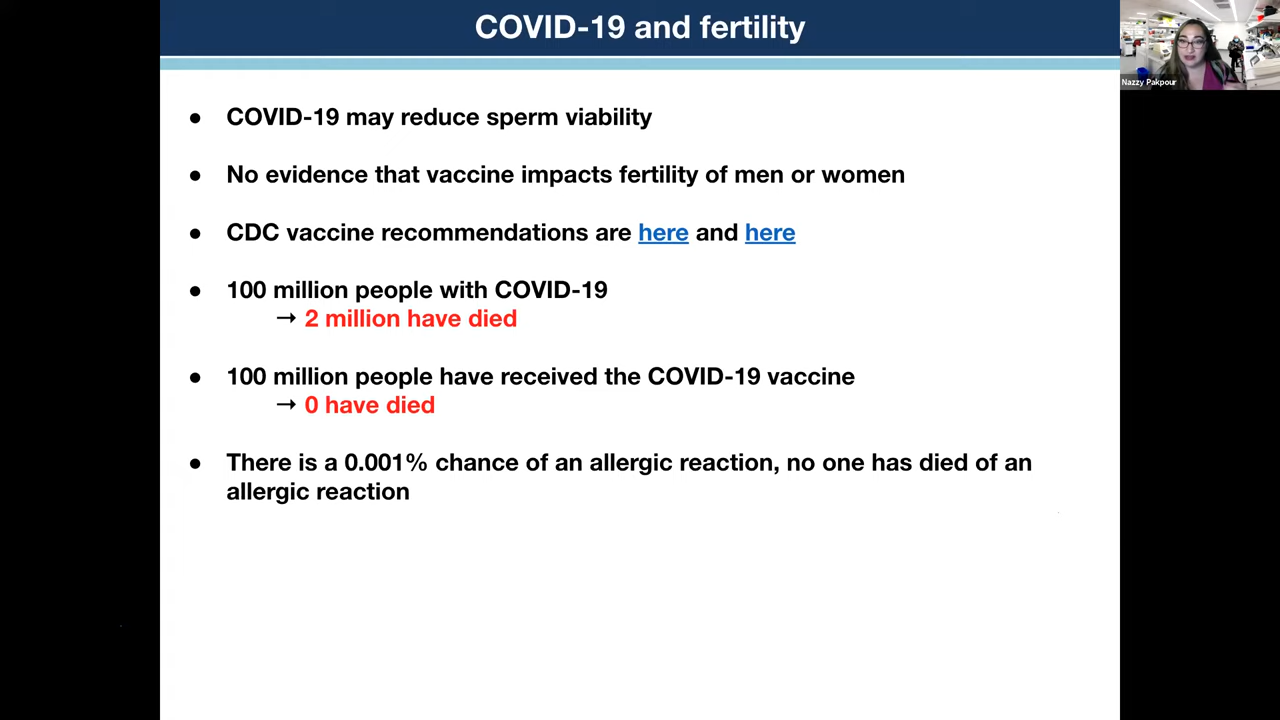 COVID-19 and fertility
Nazzy Pakpour
● COVID-19 may reduce sperm viability
● No evidence that vaccine impacts fertility of men or women
● CDC vaccine recommendations are here and here
● 100 million people with COVID-19
→ 2 million have died
● 100 million people have received the COVID-19 vaccine
→ 0 have died
● There is a 0.001% chance of an allergic reaction, no one has died of an
allergic reaction